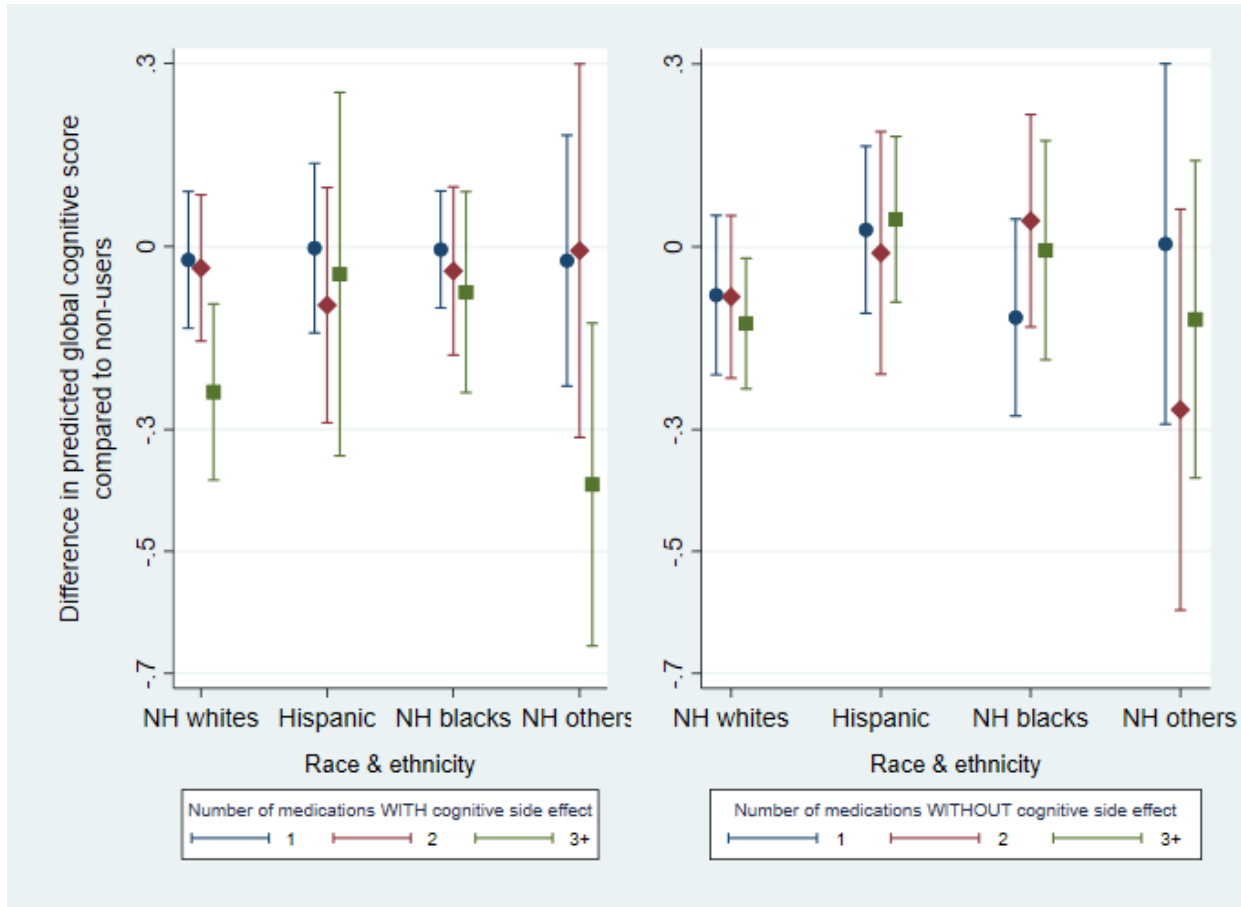 Difference in predicted global cognitive score
compared to non-users
.3
0
-.3
-.5
-.7
NH whites Hispanic NH blacks NH others
Race & ethnicity
Number of medications WITH cognitive side effect
1 2 3+
.3
0
-.3
-.5
-.7
NH whites Hispanic NH blacks NH others
Race & ethnicity
Number of medications WITHOUT cognitive side effect
1 2 3+